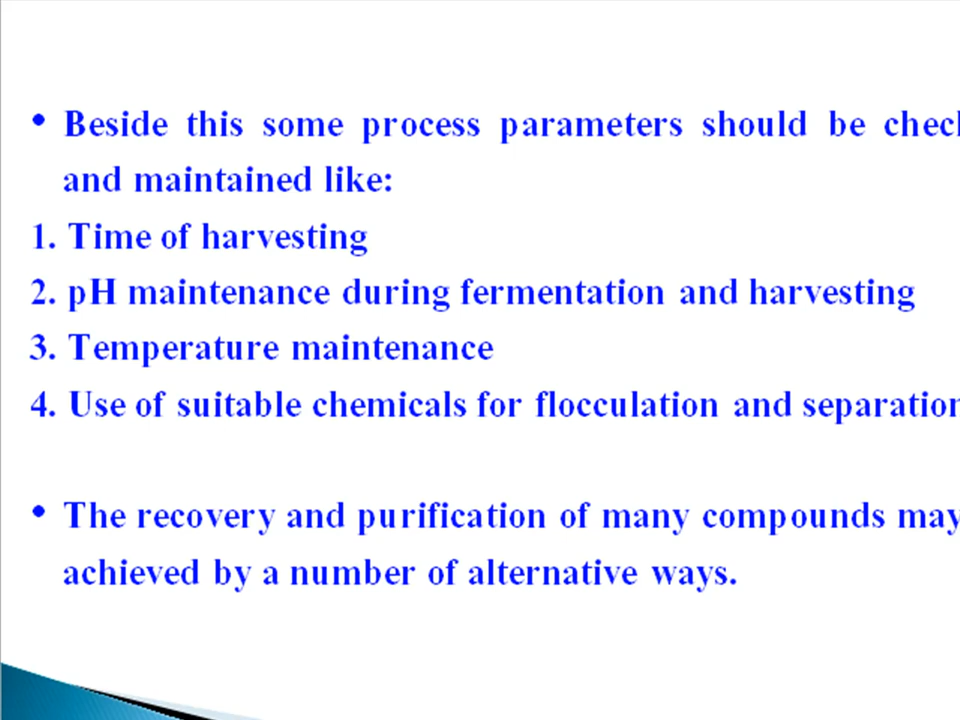 • Beside this some process parameters should be
and maintained like:
1. Time of harvesting
2. pH maintenance during fermentation and harvesting
3. Temperature maintenance
4. Use of suitable chemicals for flocculation and separation
• The recovery and purification of many compounds may
achieved by a number of alternative ways.